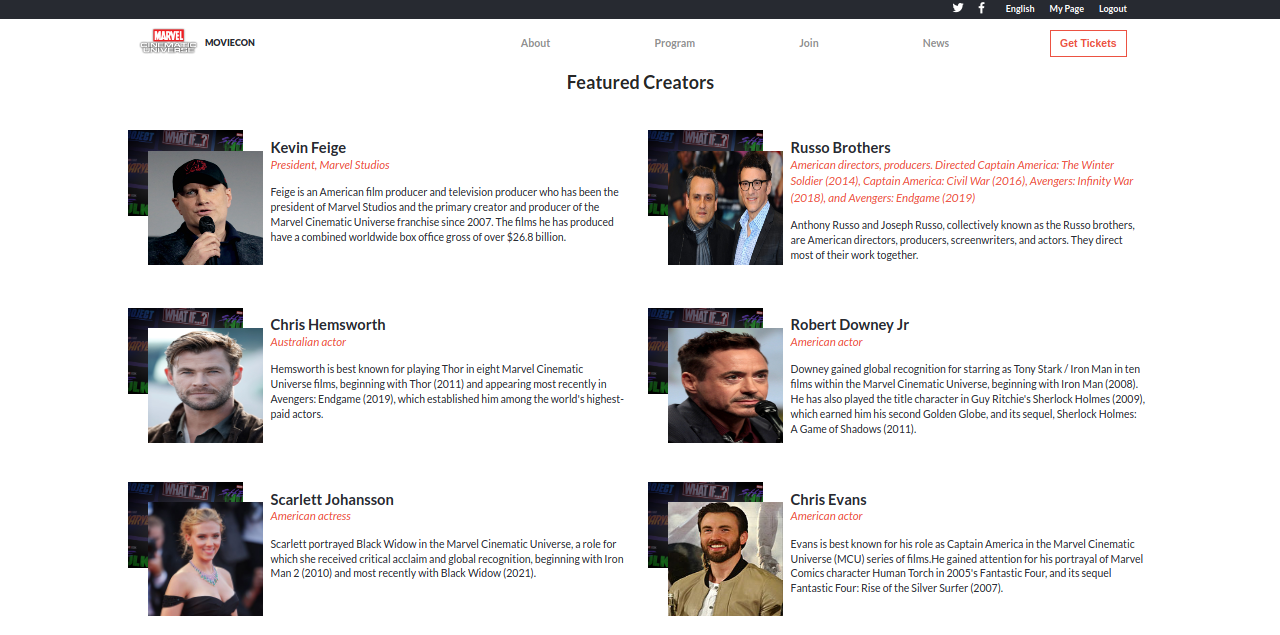 English My Page Logout
MARVEL
CINEMATIC
UNIVERSE
MOVIECON
About Program Join News Get Tickets
Featured Creators
WHAT IF...?
Kevin Feige
President, Marvel Studios
Feige is an American film producer and television producer who has been the
president of Marvel Studios and the primary creator and producer of the
Marvel Cinematic Universe franchise since 2007. The films he has produced
have a combined worldwide box office gross of over $26.8 billion.
WHAT IF...?
Russo Brothers
American directors, producers. Directed Captain America: The Winter
Soldier (2014), Captain America: Civil War (2016), Avengers: Infinity War
(2018), and Avengers: Endgame (2019)
Anthony Russo and Joseph Russo, collectively known as the Russo brothers,
are American directors, producers, screenwriters, and actors. They direct
most of their work together.
WHAT IF...?
Chris Hemsworth
Australian actor
Hemsworth is best known for playing Thor in eight Marvel Cinematic
Universe films, beginning with Thor (2011) and appearing most recently in
Avengers: Endgame (2019), which established him among the world's highest-
paid actors.
WHAT IF...?
Robert Downey Jr
American actor
Downey gained global recognition for starring as Tony Stark / Iron Man in ten
films within the Marvel Cinematic Universe, beginning with Iron Man (2008).
He has also played the title character in Guy Ritchie's Sherlock Holmes (2009),
which earned him his second Golden Globe, and its sequel, Sherlock Holmes:
A Game of Shadows (2011).
WHAT IF...?
Scarlett Johansson
American actress
Scarlett portrayed Black Widow in the Marvel Cinematic Universe, a role for
which she received critical acclaim and global recognition, beginning with Iron
Man 2 (2010) and most recently with Black Widow (2021).
WHAT IF...?
Chris Evans
American actor
Evans is best known for his role as Captain America in the Marvel Cinematic
Universe (MCU) series of films.He gained attention for his portrayal of Marvel
Comics character Human Torch in 2005's Fantastic Four, and its sequel
Fantastic Four: Rise of the Silver Surfer (2007).